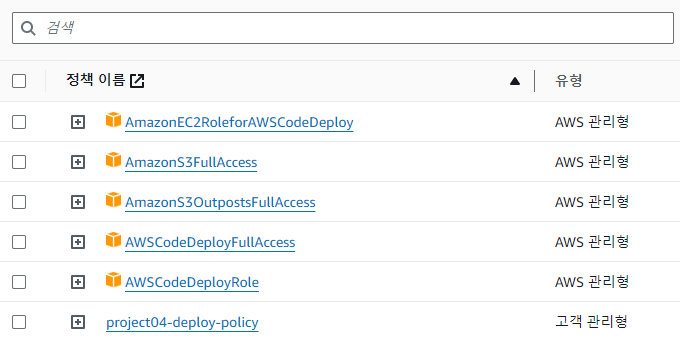 검색
정책 이름 유형
AmazonEC2RoleforAWSCodeDeploy AWS 관리형
AmazonS3FullAccess AWS 관리형
AmazonS3OutpostsFullAccess AWS 관리형
AWSCodeDeployFullAccess AWS 관리형
AWSCodeDeployRole AWS 관리형
project04-deploy-policy 고객 관리형